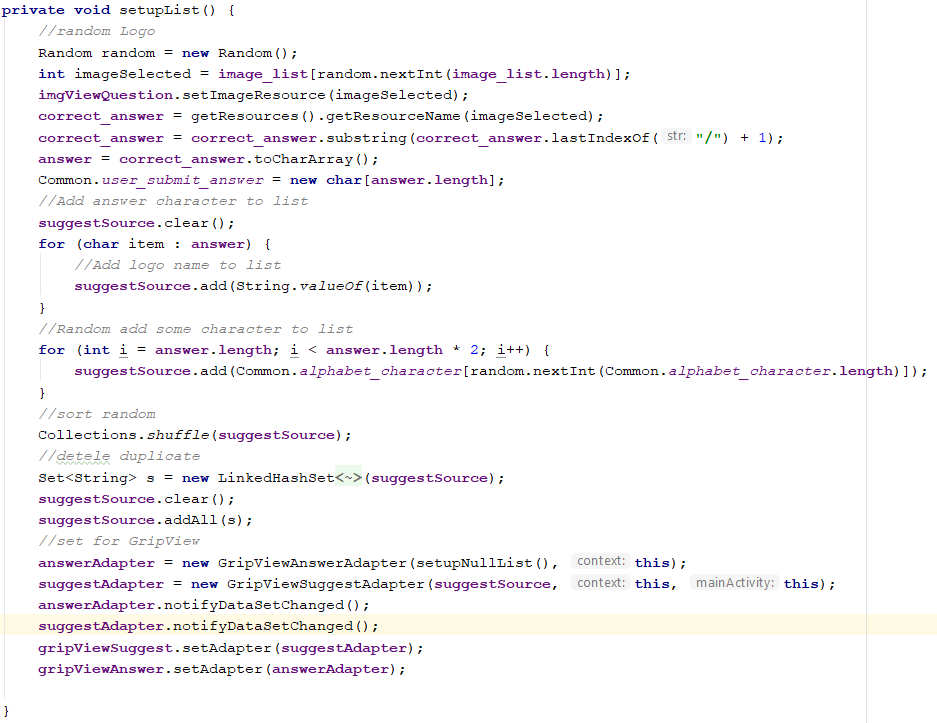 private void setupList() {
//random Logo
Random random = new Random();
int imageSelected = image_list[random.nextInt(image_list.length)];
imgViewQuestion.setImageResource(imageSelected);
correct_answer = getResources().getResourceName(imageSelected);
correct_answer = correct_answer.substring(correct_answer.lastIndexOf( str: "/") + 1);
answer = correct_answer.toCharArray();
Common.user_submit_answer = new char[answer.length];
//Add answer character to list
suggestSource.clear();
for (char item : answer) {
//Add logo name to list
suggestSource.add(String.valueOf(item));
}
//Random add some character to list
for (int i = answer.length; i < answer.length * 2; i++) {
suggestSource.add(Common.alphabet_character[random.nextInt(Common.alphabet_character.length)]);
}
//sort random
Collections.shuffle(suggestSource);
//detele duplicate
Set<String> s = new LinkedHashSet<~>(suggestSource);
suggestSource.clear();
suggestSource.addAll(s);
//set for GripView
answerAdapter = new GripViewAnswerAdapter(setupNullList(), context: this);
suggestAdapter = new GripViewSuggestAdapter(suggestSource, context: this, mainActivity: this);
answerAdapter.notifyDataSetChanged();
suggestAdapter.notifyDataSetChanged();
gripViewSuggest.setAdapter(suggestAdapter);
gripViewAnswer.setAdapter(answerAdapter);
}